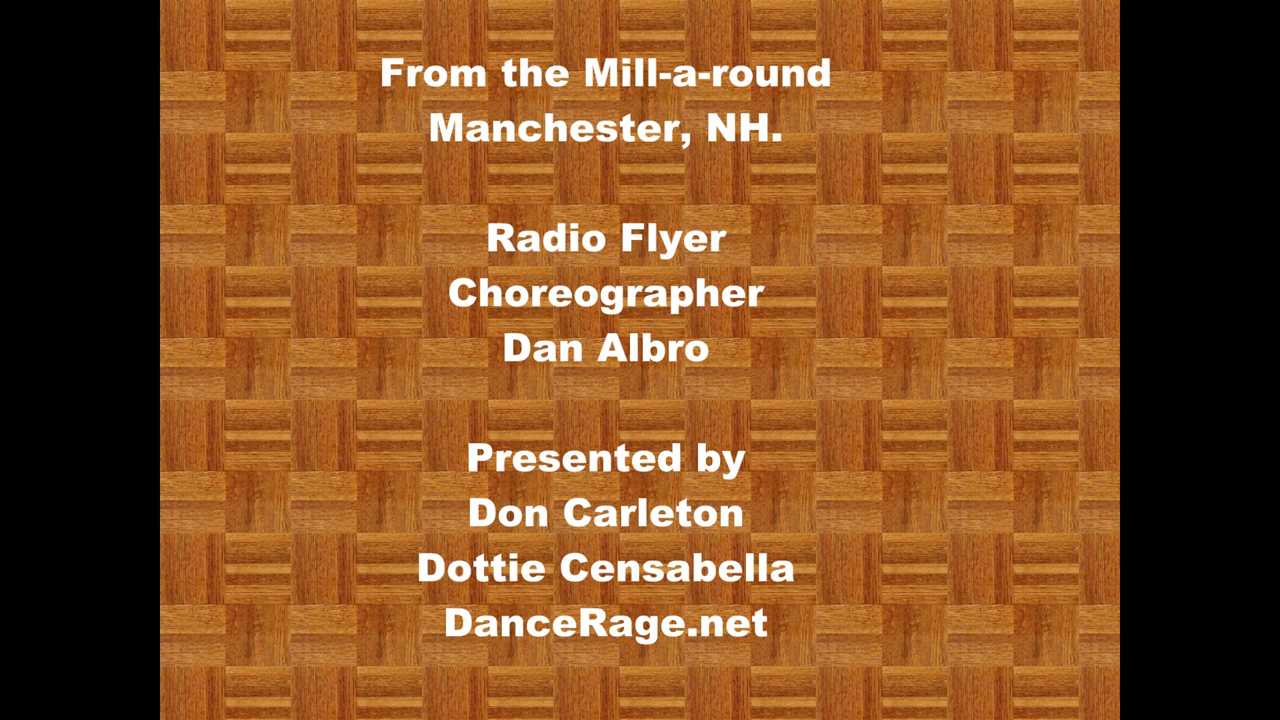 From the Mill-a-round
Manchester, NH.
Radio Flyer
Choreographer
Dan Albro
Presented by
Don Carleton
Dottie Censabella
DanceRage.net